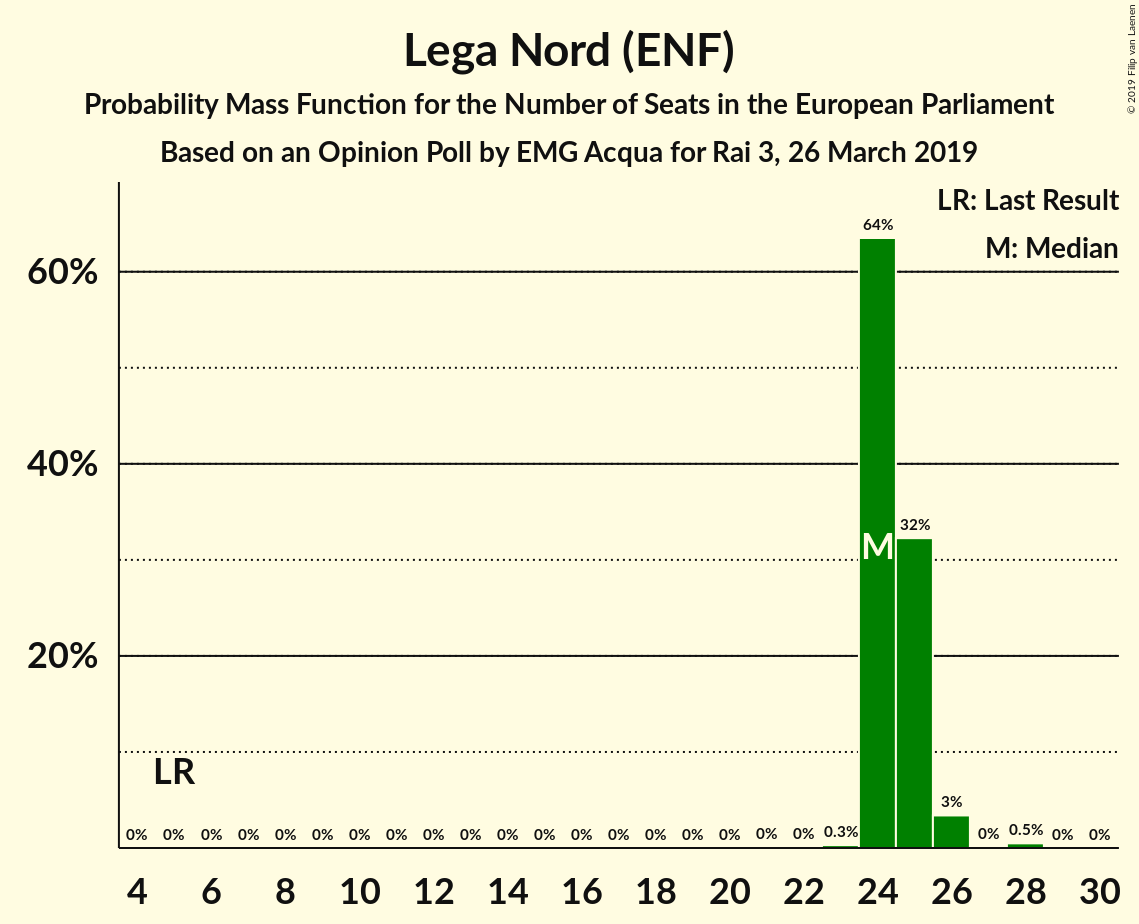 Lega Nord (ENF)
Probability Mass Function for the Number of Seats in the European Parliament
Based on an Opinion Poll by EMG Acqua for Rai 3, 26 March 2019
© 2019 Filip van Laenen
LR: Last Result
M: Median
64%
60%
40%
32%
M
20%
LR
3%
0% 0% 0% 0% 0% 0% 0% 0% 0% 0% 0% 0% 0% 0% 0% 0% 0% 0% 0% 0.3% 0% 0.5% 0% 0%
4 6 8 10 12 14 16 18 20 22 24 26 28 30